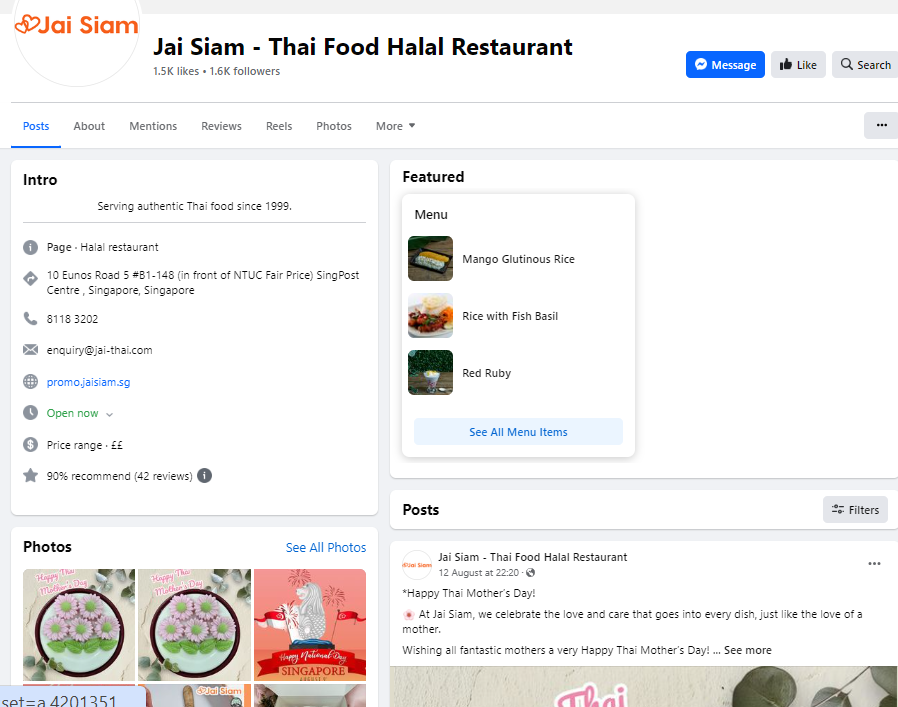 Jai Siam
Jai Siam - Thai Food Halal Restaurant
1.5K likes • 1.6K followers
Message
Like
Search
Posts
About
Mentions
Reviews
Reels
Photos
More
Intro
Serving authentic Thai food since 1999.
Page · Halal restaurant
10 Eunos Road 5 #B1-148 (in front of NTUC Fair Price) SingPost
Centre , Singapore, Singapore
8118 3202
enquiry@jai-thai.com
promo.jaisiam.sg
Open now
Price range · ££
90% recommend (42 reviews)
Photos
See All Photos
Happy Thai
Mother's Day
Happy Thai
Mother's Day
Happy National Day
SINGAPORE
Jai Siam
set=a.4201351
Featured
Menu
Mango Glutinous Rice
Rice with Fish Basil
Red Ruby
See All Menu Items
Posts
Filters
Jai Siam
Jai Siam - Thai Food Halal Restaurant
12 August at 22:20 ·
*Happy Thai Mother's Day!
At Jai Siam, we celebrate the love and care that goes into every dish, just like the love of a
mother.
Wishing all fantastic mothers a very Happy Thai Mother's Day! ... See more
Thai